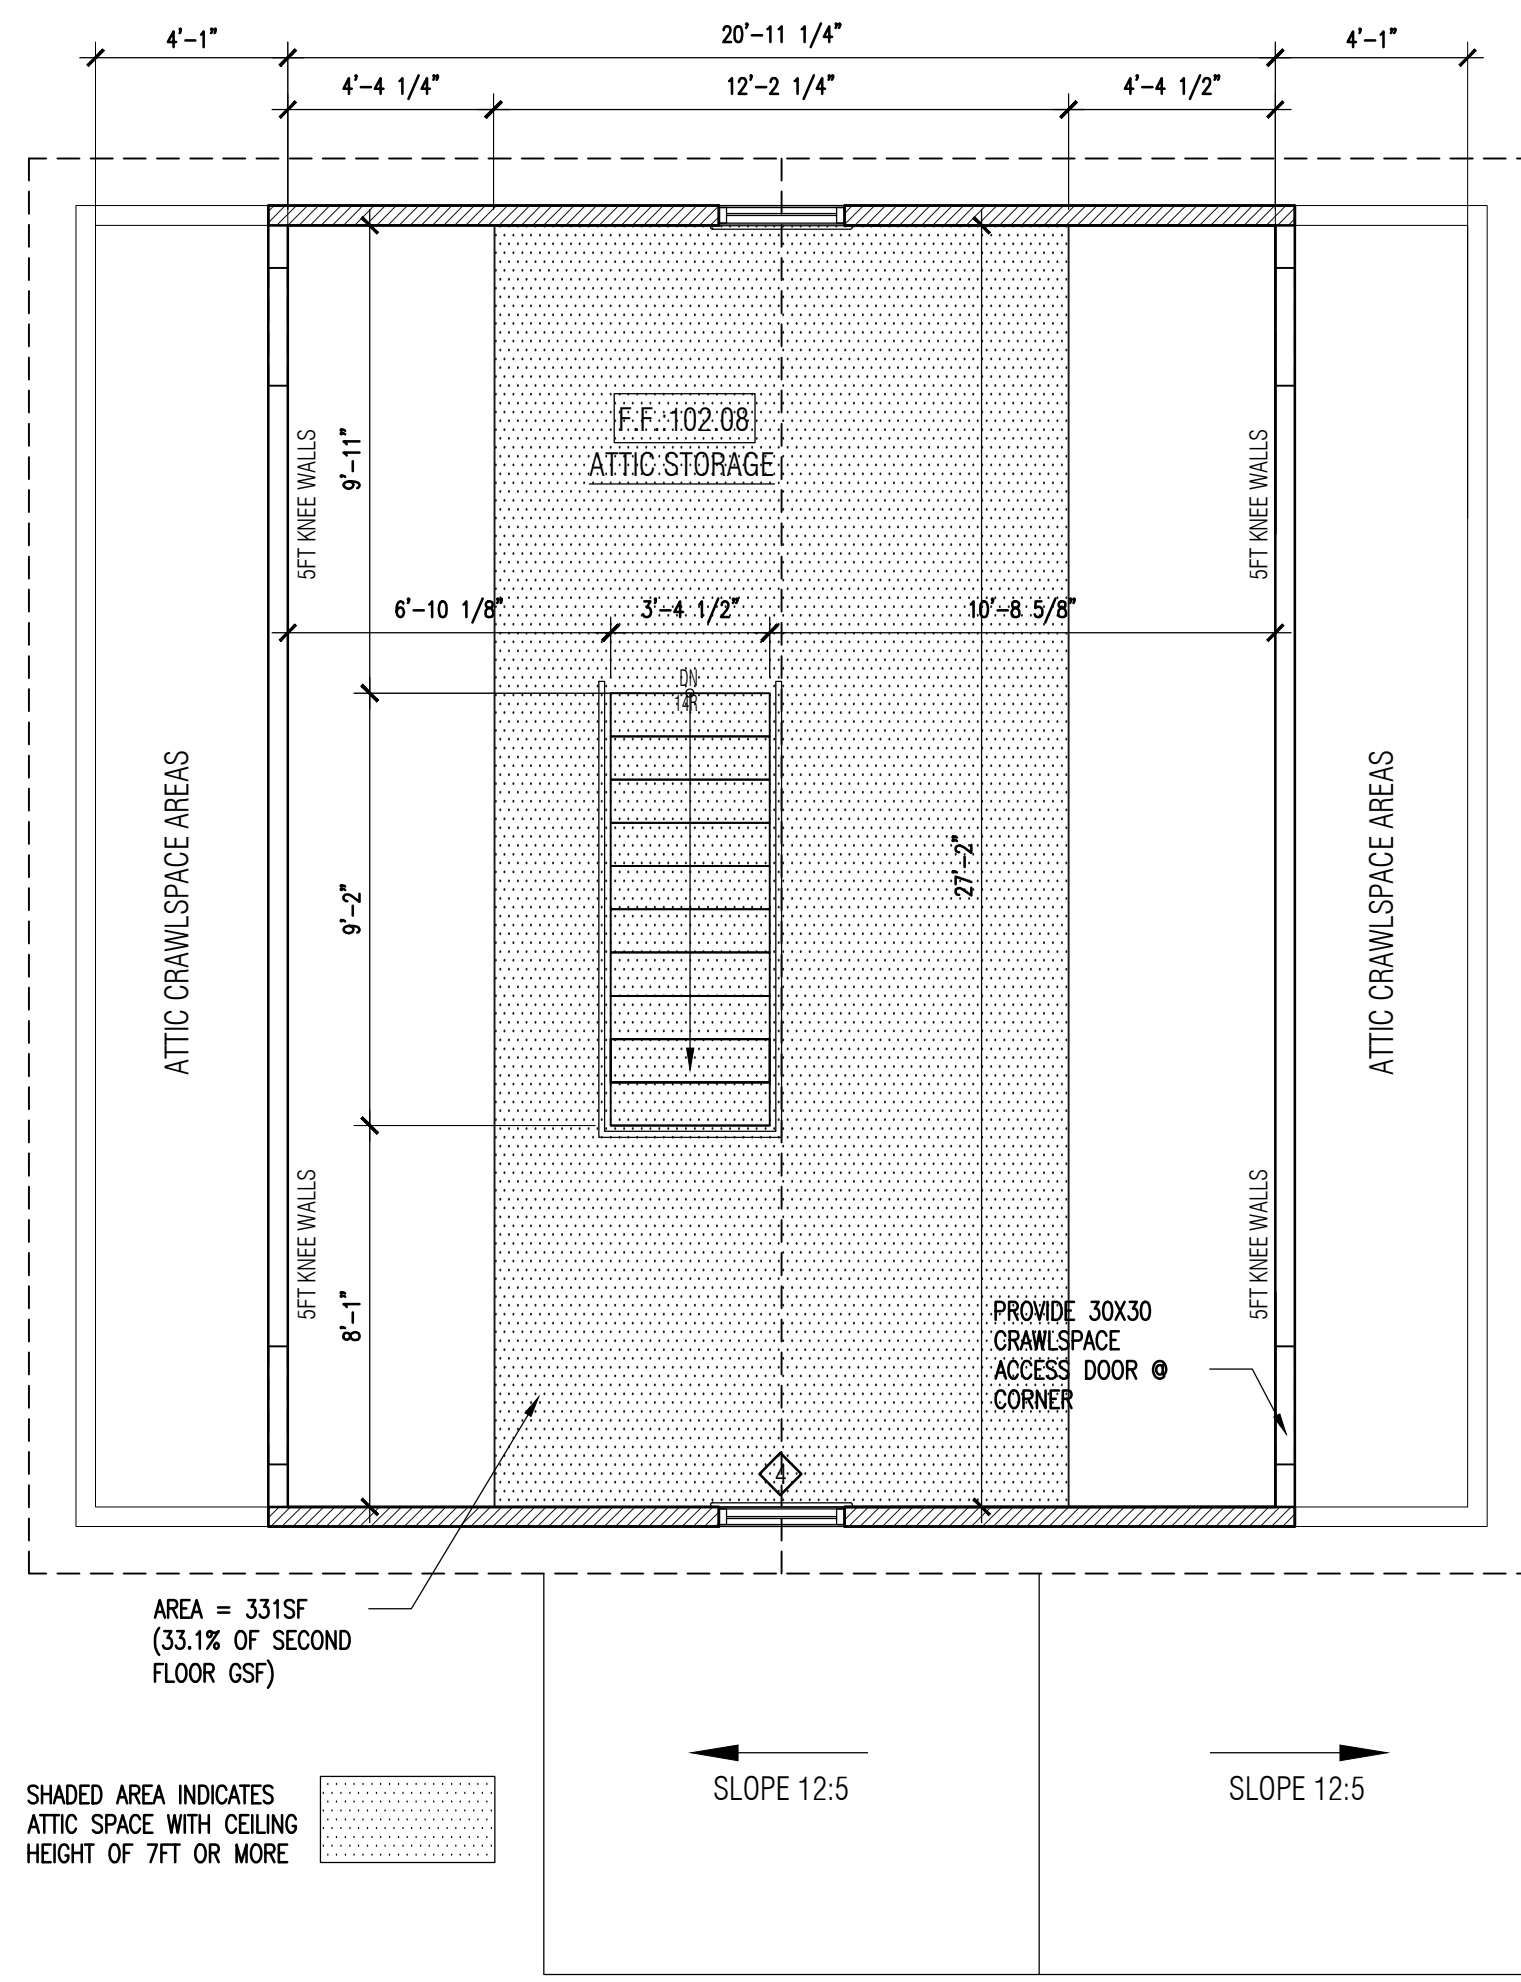 4'-1"
20'-11 1/4"
4'-1"
4'-4 1/4"
12'-2 1/4"
4'-4 1/2"
F.F.:102.08
ATTIC STORAGE
5FT KNEE WALLS
9'-11"
5FT KNEE WALLS
6'-10 1/8"
3'-4 1/2"
10'-8 5/8"
DN
14R
ATTIC CRAWLSPACE AREAS
9'-2"
27'-2"
ATTIC CRAWLSPACE AREAS
5FT KNEE WALLS
8'-1"
5FT KNEE WALLS
PROVIDE 30X30
CRAWLSPACE
ACCESS DOOR @
CORNER
4
AREA = 331SF
(33.1% OF SECOND
FLOOR GSF)
SLOPE 12:5
SLOPE 12:5
SHADED AREA INDICATES
ATTIC SPACE WITH CEILING
HEIGHT OF 7FT OR MORE